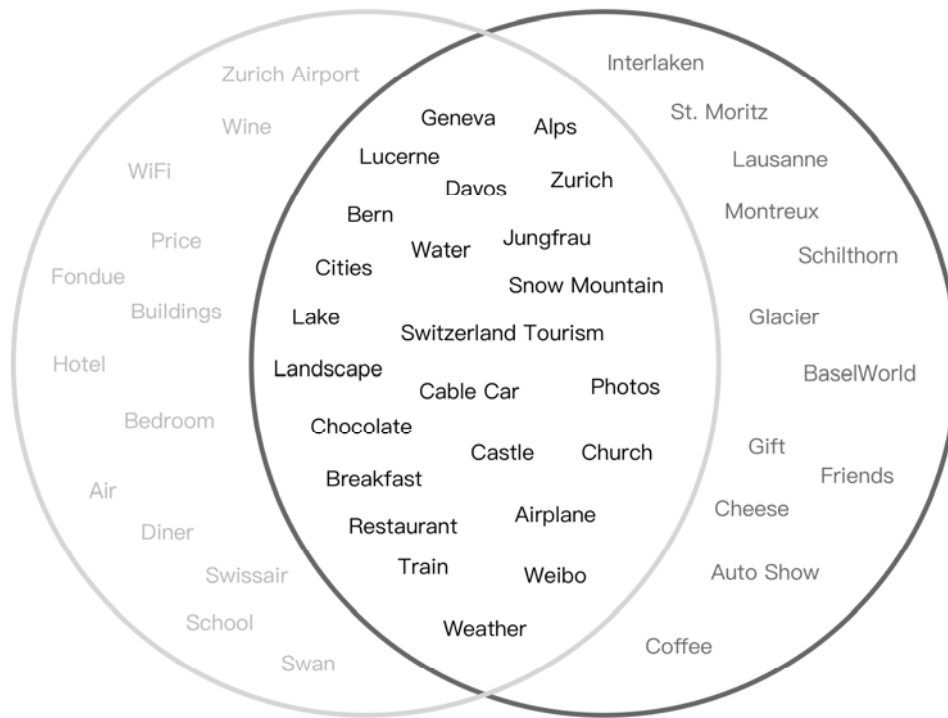 Zurich Airport
Wine
WiFi
Price
Fondue
Buildings
Hotel
Bedroom
Air
Diner
Swissair
School
Swan
Geneva
Alps
Lucerne
Zurich
Davos
Bern
Jungfrau
Water
Cities
Snow Mountain
Lake
Switzerland Tourism
Landscape
Cable Car
Photos
Chocolate
Castle
Church
Breakfast
Airplane
Restaurant
Train
Weibo
Weather
Interlaken
St. Moritz
Lausanne
Montreux
Schilthorn
Glacier
BaselWorld
Gift
Friends
Cheese
Auto Show
Coffee